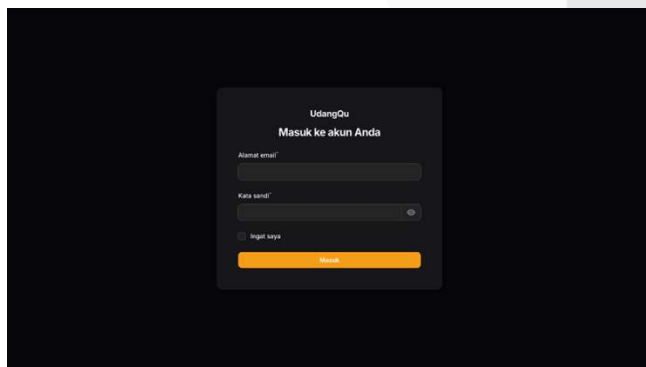 UdangQu
Masuk ke akun Anda
Alamat email*
Kata sandi*
Ingat saya
Masuk